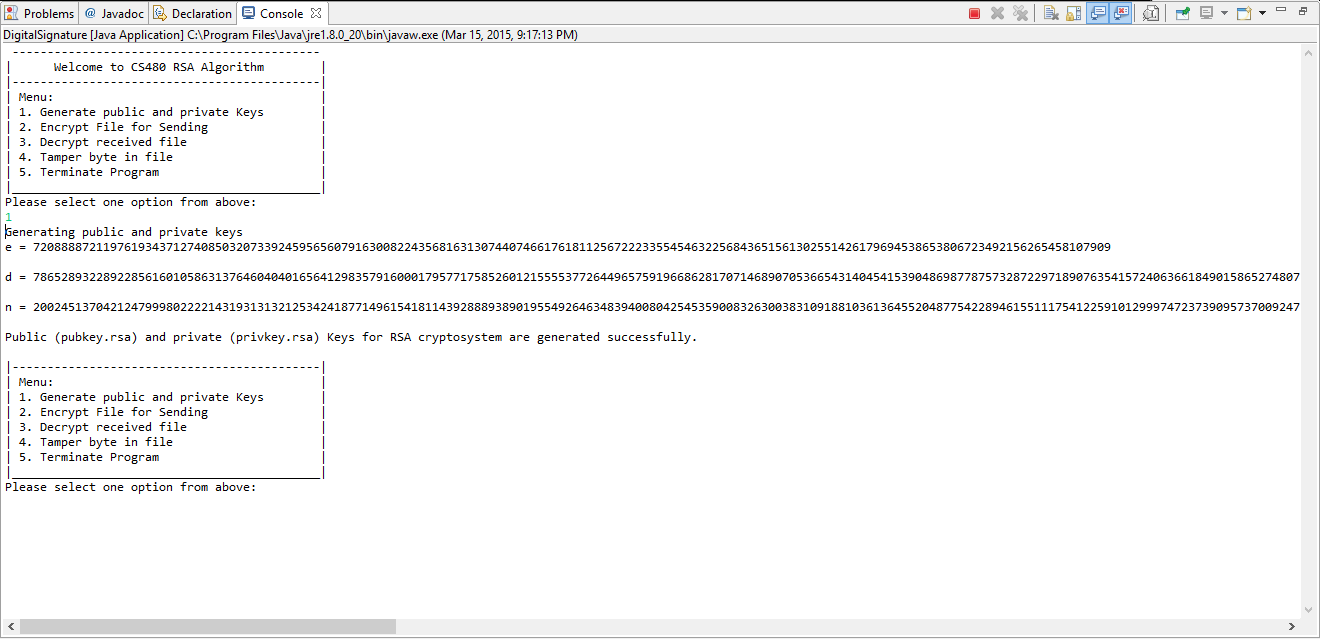 Problems @ Javadoc Declaration Console
DigitalSignature [Java Application] C:\Program Files\Java\jre1.8.0_20\bin\javaw.exe (Mar 15, 2015, 9:17:13 PM)
--------------------------------------------
| Welcome to CS480 RSA Algorithm |
|--------------------------------------------|
| Menu: |
| 1. Generate public and private Keys |
| 2. Encrypt File for Sending |
| 3. Decrypt received file |
| 4. Tamper byte in file |
| 5. Terminate Program |
|____________________________________________|
Please select one option from above:
1
Generating public and private keys
e = 7208888721197619343712740850320733924595656079163008224356816313074407466176181125672223355454632256843651561302551426179694538653806723492156265458107909
d = 7865289322892285616010586313764604040165641298357916000179577175852601215555377264496575919668628170714689070536654314045415390486987787573287229718907635415724063661849015865274807
n = 2002451370421247999802222143193131321253424187714961541811439288893890195549264634839400804254535900832630038310918810361364552048775422894615511175412259101299974723739095737009247
Public (pubkey.rsa) and private (privkey.rsa) Keys for RSA cryptosystem are generated successfully.
|--------------------------------------------|
| Menu: |
| 1. Generate public and private Keys |
| 2. Encrypt File for Sending |
| 3. Decrypt received file |
| 4. Tamper byte in file |
| 5. Terminate Program |
|____________________________________________|
Please select one option from above: